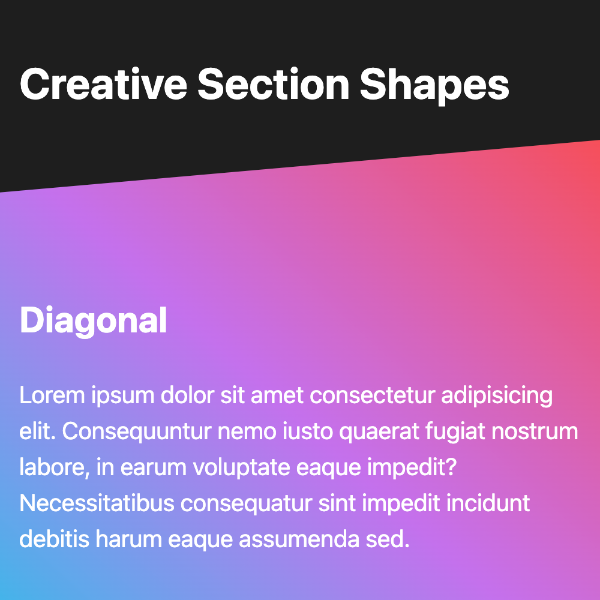 Creative Section Shapes
Diagonal
Lorem ipsum dolor sit amet consectetur adipisicing
elit. Consequuntur nemo iusto quaerat fugiat nostrum
labore, in earum voluptate eaque impedit?
Necessitatibus consequatur sint impedit incidunt
debitis harum eaque assumenda sed.